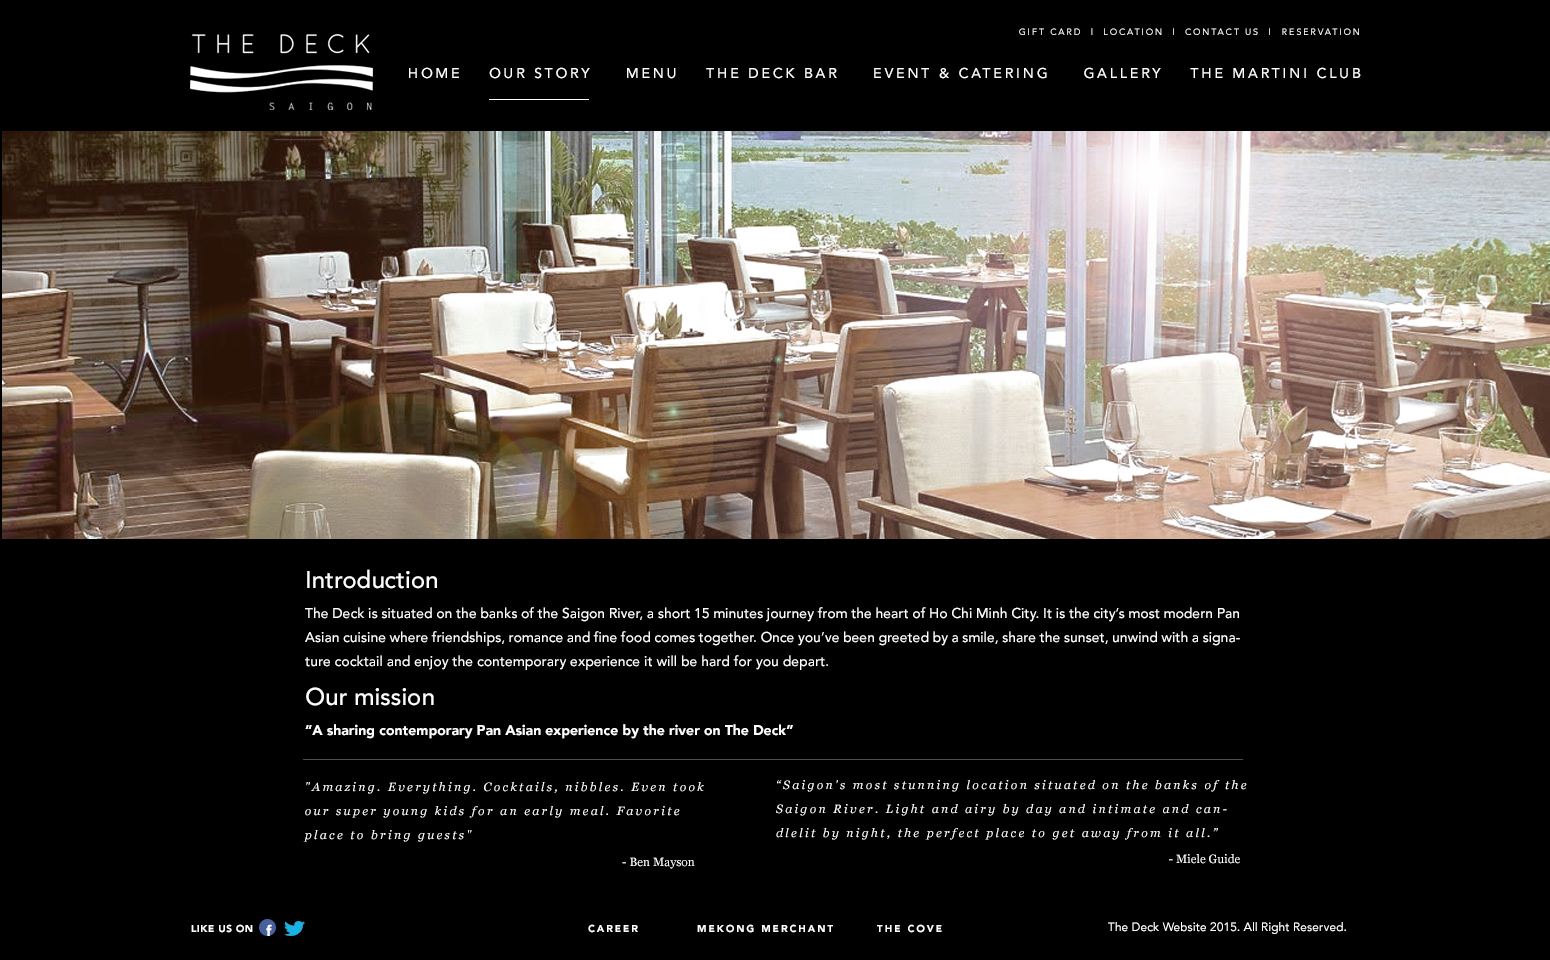 THE DECK
SAIGON
GIFT CARD | LOCATION | CONTACT US | RESERVATION
HOME OUR STORY MENU THE DECK BAR EVENT & CATERING GALLERY THE MARTINI CLUB
Introduction
The Deck is situated on the banks of the Saigon River, a short 15 minutes journey from the heart of Ho Chi Minh City. It is the city’s most modern Pan
Asian cuisine where friendships, romance and fine food comes together. Once you’ve been greeted by a smile, share the sunset, unwind with a signa-
ture cocktail and enjoy the contemporary experience it will be hard for you depart.
Our mission
“A sharing contemporary Pan Asian experience by the river on The Deck”
"Amazing. Everything. Cocktails, nibbles. Even took
our super young kids for an early meal. Favorite
place to bring guests"
- Ben Mayson
“Saigon's most stunning location situated on the banks of the
Saigon River. Light and airy by day and intimate and can-
dlelit by night, the perfect place to get away from it all.”
- Miele Guide
LIKE US ON
CAREER MEKONG MERCHANT THE COVE
The Deck Website 2015. All Right Reserved.